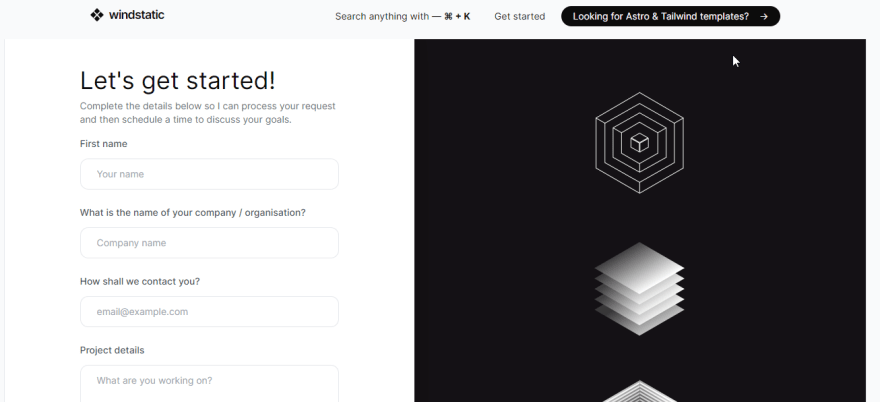 windstatic
Search anything with — ⌘ + K
Get started
Looking for Astro & Tailwind templates? →
Let's get started!
Complete the details below so I can process your request
and then schedule a time to discuss your goals.
First name
Your name
What is the name of your company / organisation?
Company name
How shall we contact you?
email@example.com
Project details
What are you working on?